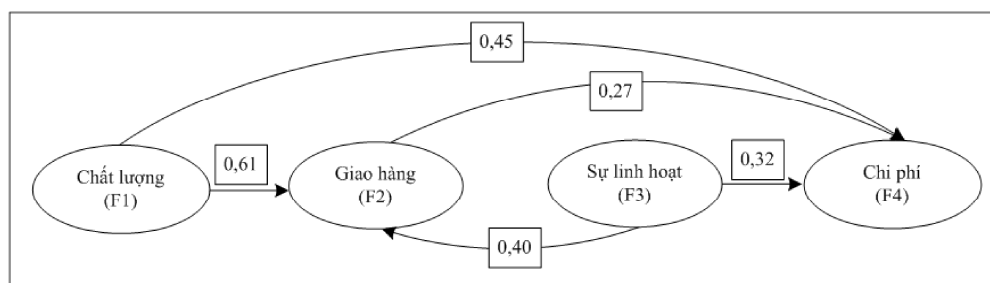 0,45
0,27
Chất lượng
(F1)
0,61
Giao hàng
(F2)
Sự linh hoạt
(F3)
0,32
Chi phí
(F4)
0,40